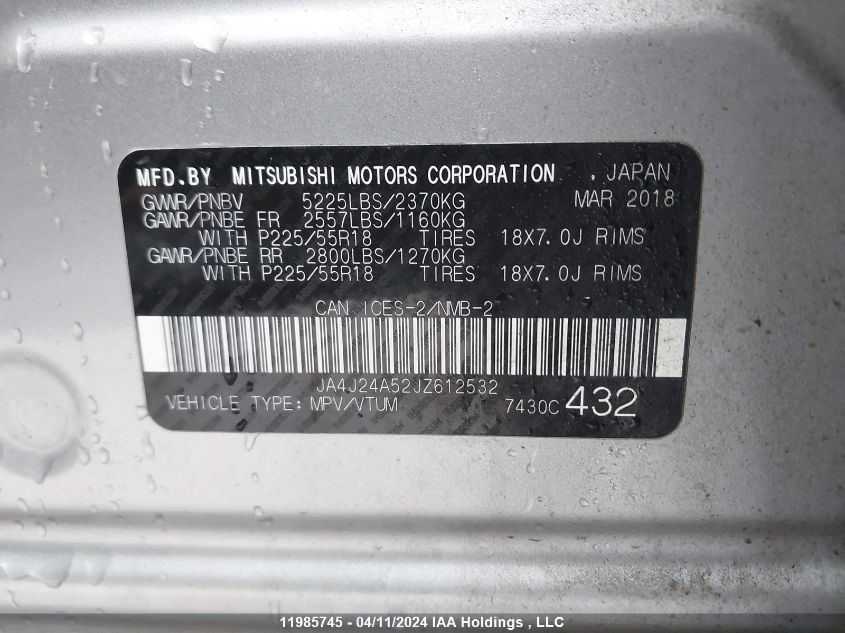 MFD.BY MITSUBISHI MOTORS CORPORATION , JAPAN
GVWR/PNBV 5225LBS/2370KG MAR 2018
GAWR/PNBE FR 2557LBS/1160KG
WITH P225/55R18 TIRES 18X7.0J RIMS
GAWR/PNBE RR 2800LBS/1270KG
WITH P225/55R18 TIRES 18X7.0J RIMS
CAN ICES-2/NMB-2
JA4J24A52JZ612532
VEHICLE TYPE: MPV/VTUM 7430C 432
11985745 - 04/11/2024 IAA Holdings , LLC